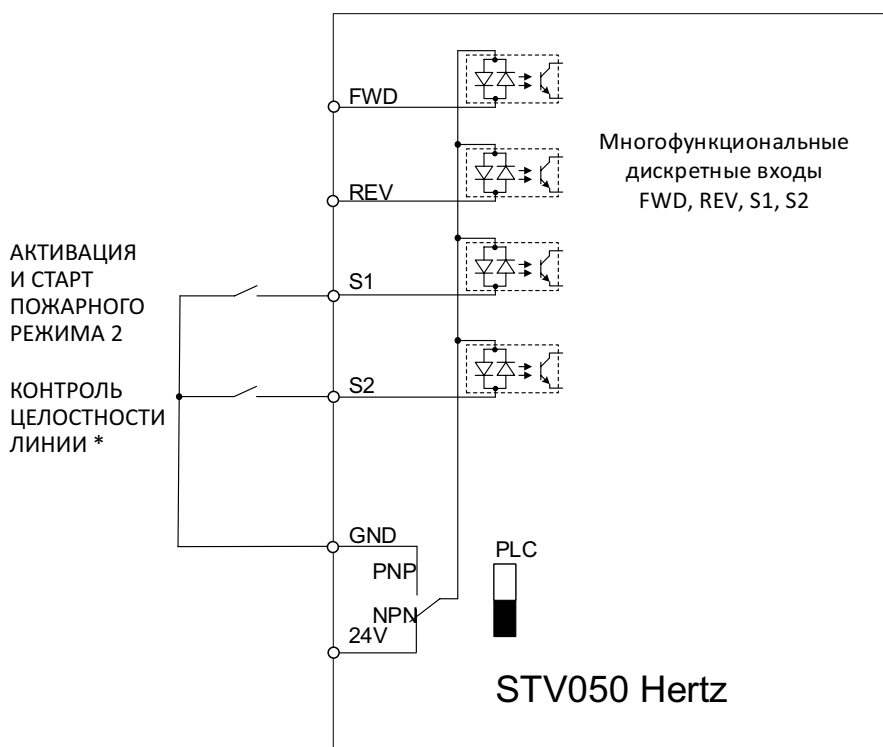 FWD
Многофункциональные
дискретные входы
FWD, REV, S1, S2
REV
АКТИВАЦИЯ
И СТАРТ
ПОЖАРНОГО
РЕЖИМА 2
S1
КОНТРОЛЬ
ЦЕЛОСТНОСТИ
ЛИНИИ *
S2
GND
PNP
PLC
NPN
24V
STV050 Hertz